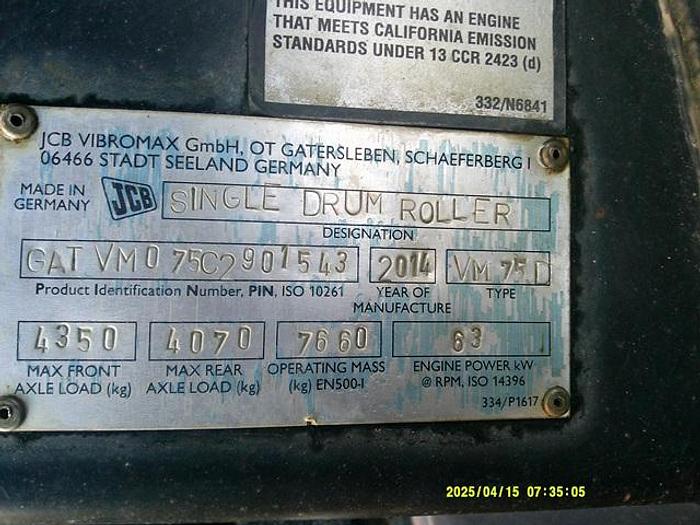 THIS EQUIPMENT HAS AN ENGINE
THAT MEETS CALIFORNIA EMISSION
STANDARDS UNDER 13 CCR 2423 (d)
332/N6841
JCB VIBROMAX GmbH, OT GATERSLEBEN, SCHAEFERBERG 1
06466 STADT SEELAND GERMANY
MADE IN GERMANY JCB SINGLE DRUM ROLLER
DESIGNATION
GAT VM0 75C2901543 2014 VM 75 D
Product Identification Number, PIN, ISO 10261 YEAR OF MANUFACTURE TYPE
4350 4070 7660 63
MAX FRONT AXLE LOAD (kg) MAX REAR AXLE LOAD (kg) OPERATING MASS (kg) EN500-1 ENGINE POWER kW @ RPM, ISO 14396
334/P1617
2025/04/15 07:35:05